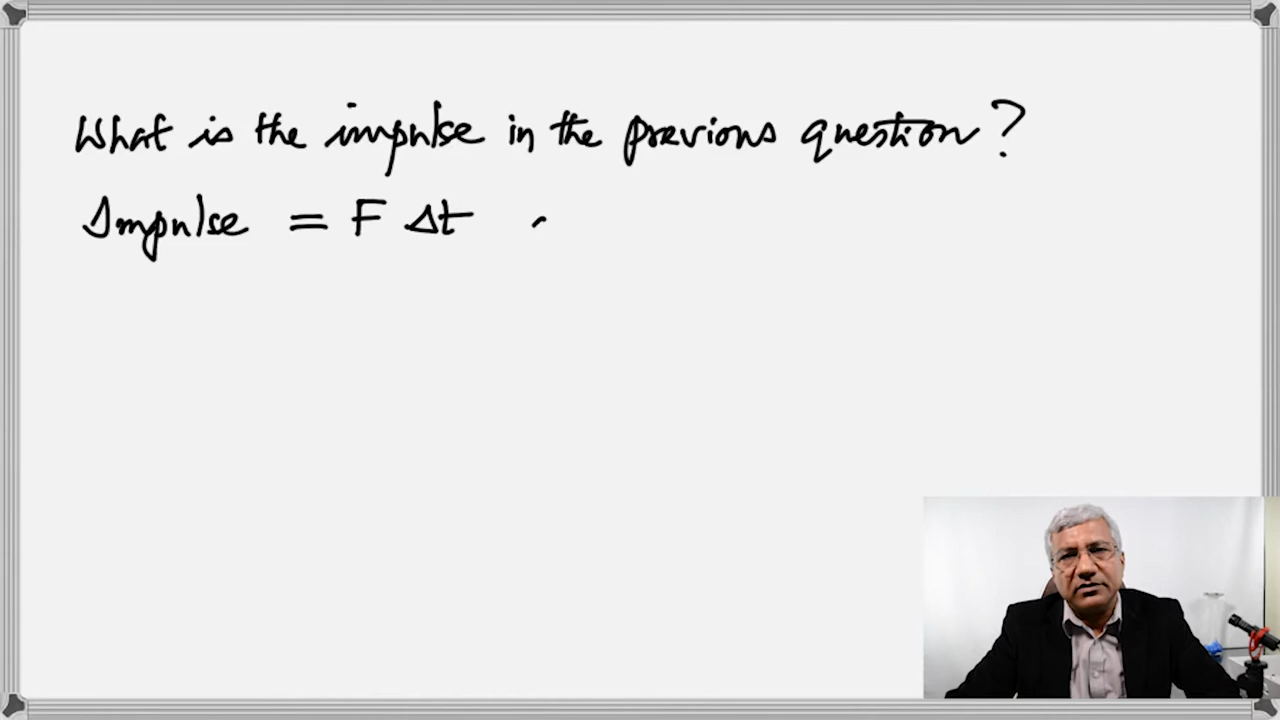 What is the impulse in the previous question?
Impulse = F Δt